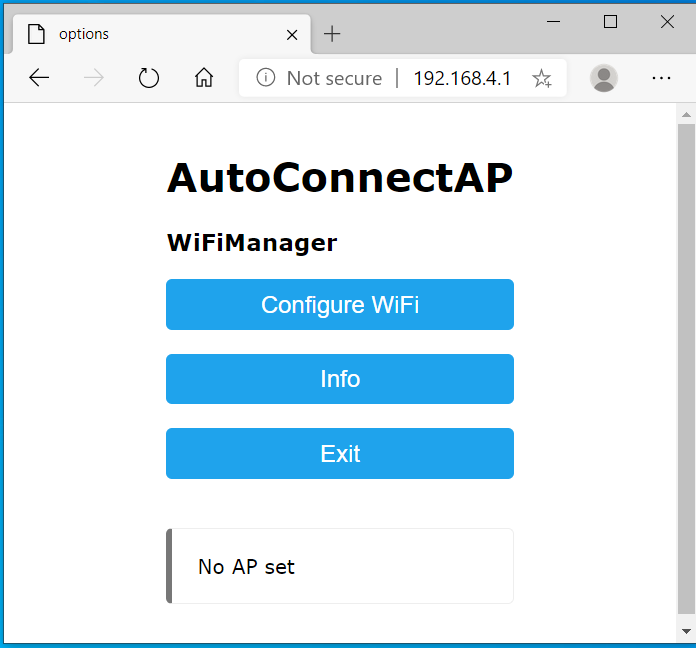 options
Not secure | 192.168.4.1
AutoConnectAP
WiFiManager
Configure WiFi
Info
Exit
No AP set